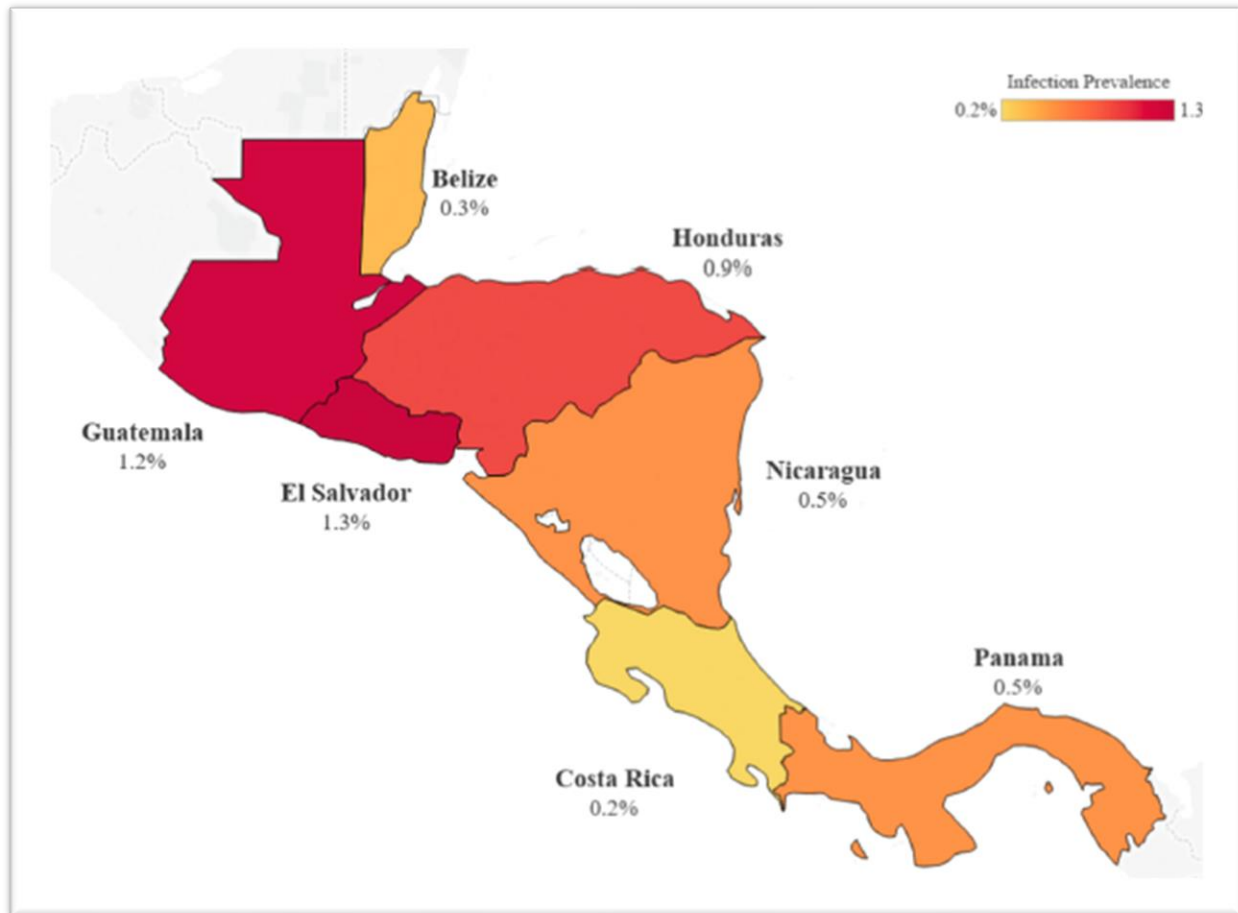 Infection Prevalence
0.2% 1.3
Belize
0.3%
Honduras
0.9%
Guatemala
1.2%
El Salvador
1.3%
Nicaragua
0.5%
Panama
0.5%
Costa Rica
0.2%